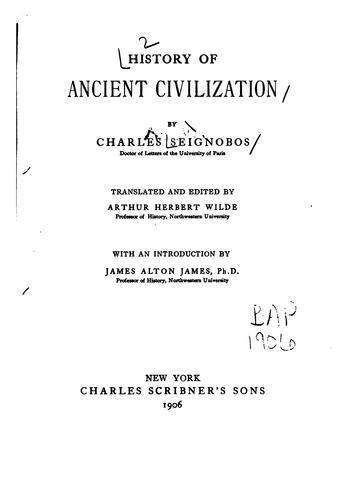 2
HISTORY OF
ANCIENT CIVILIZATION
BY
CHARLES SEIGNOBOS
Doctor of Letters of the University of Paris
TRANSLATED AND EDITED BY
ARTHUR HERBERT WILDE
Professor of History, Northwestern University
WITH AN INTRODUCTION BY
JAMES ALTON JAMES, Ph.D.
Professor of History, Northwestern University
BAP
1906
NEW YORK
CHARLES SCRIBNER'S SONS
1906